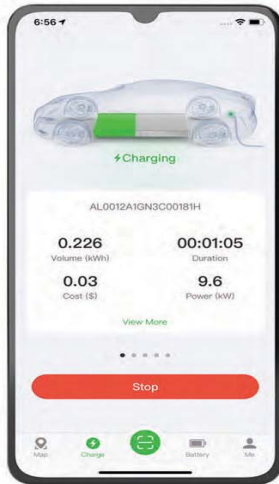 6:56
Charging
AL0012A1GN3C00181H
0.226 00:01:05
Volume (kWh) Duration
0.03 9.6
Cost ($) Power (kW)
View More
Stop
Map Charge Battery Me